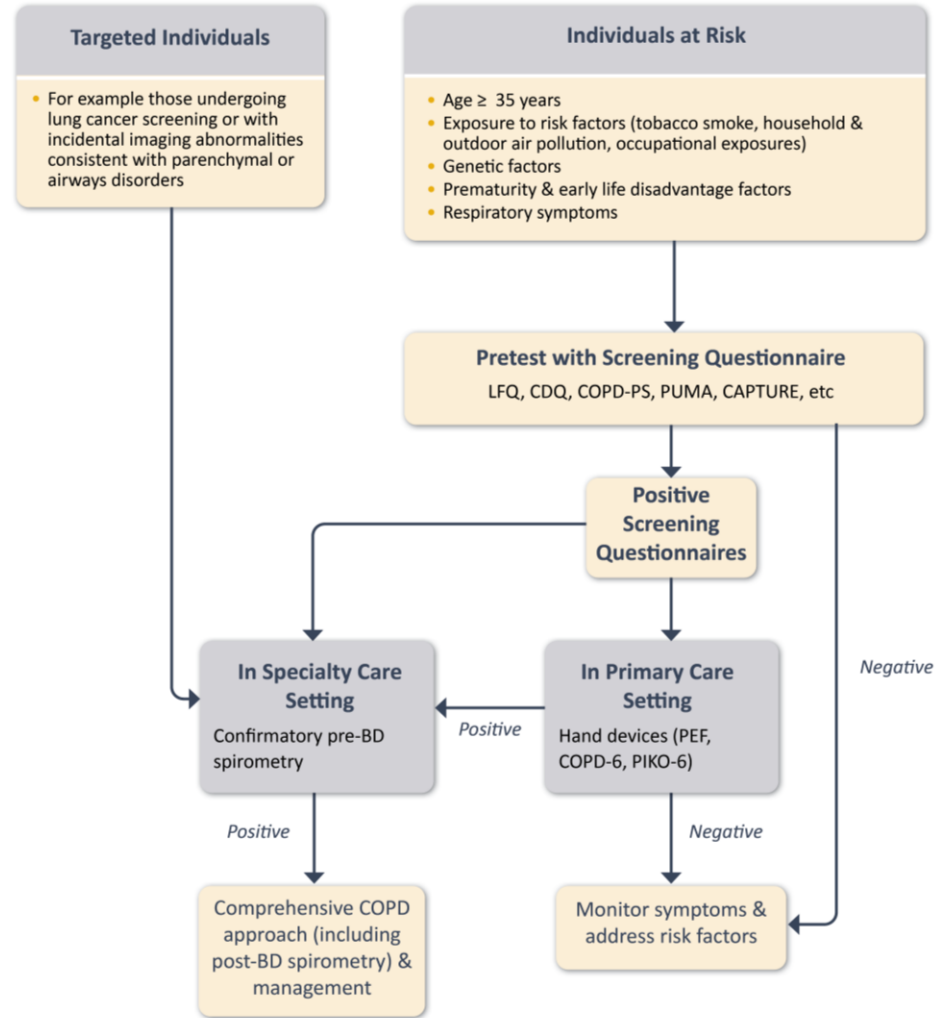 Targeted Individuals
• For example those undergoing
lung cancer screening or with
incidental imaging abnormalities
consistent with parenchymal or
airways disorders
Individuals at Risk
• Age ≥ 35 years
• Exposure to risk factors (tobacco smoke, household &
outdoor air pollution, occupational exposures)
• Genetic factors
• Prematurity & early life disadvantage factors
• Respiratory symptoms
Pretest with Screening Questionnaire
LFQ, CDQ, COPD-PS, PUMA, CAPTURE, etc
Positive
Screening
Questionnaires
In Specialty Care
Setting
Confirmatory pre-BD
spirometry
Positive
In Primary Care
Setting
Hand devices (PEF,
COPD-6, PIKO-6)
Negative
Positive
Negative
Comprehensive COPD
approach (including
post-BD spirometry) &
management
Monitor symptoms &
address risk factors